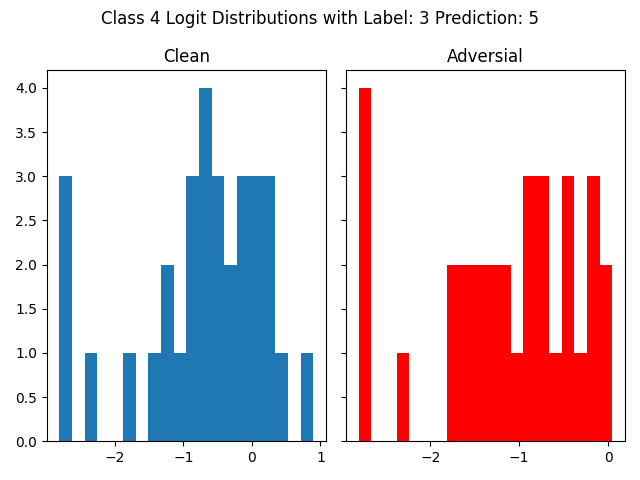 Class 4 Logit Distributions with Label: 3 Prediction: 5
Clean
Adversial
4.0
3.5
3.0
2.5
2.0
1.5
1.0
0.5
0.0
−2 −1 0 1
−2 −1 0